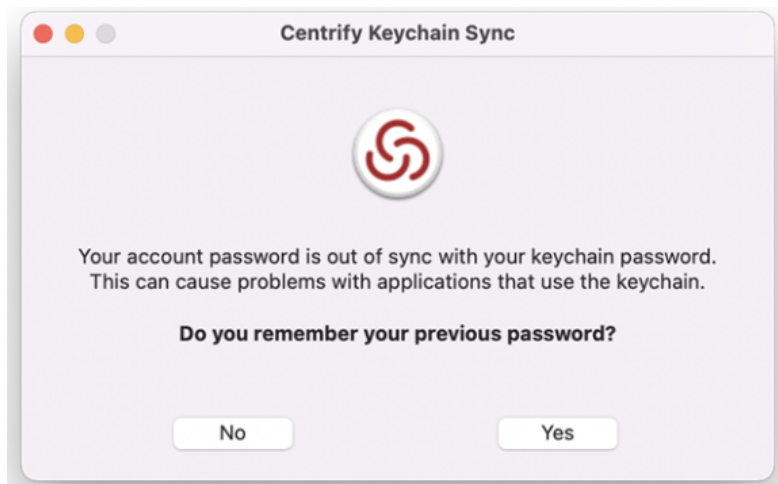 Centrify Keychain Sync
Your account password is out of sync with your keychain password.
This can cause problems with applications that use the keychain.
Do you remember your previous password?
No
Yes